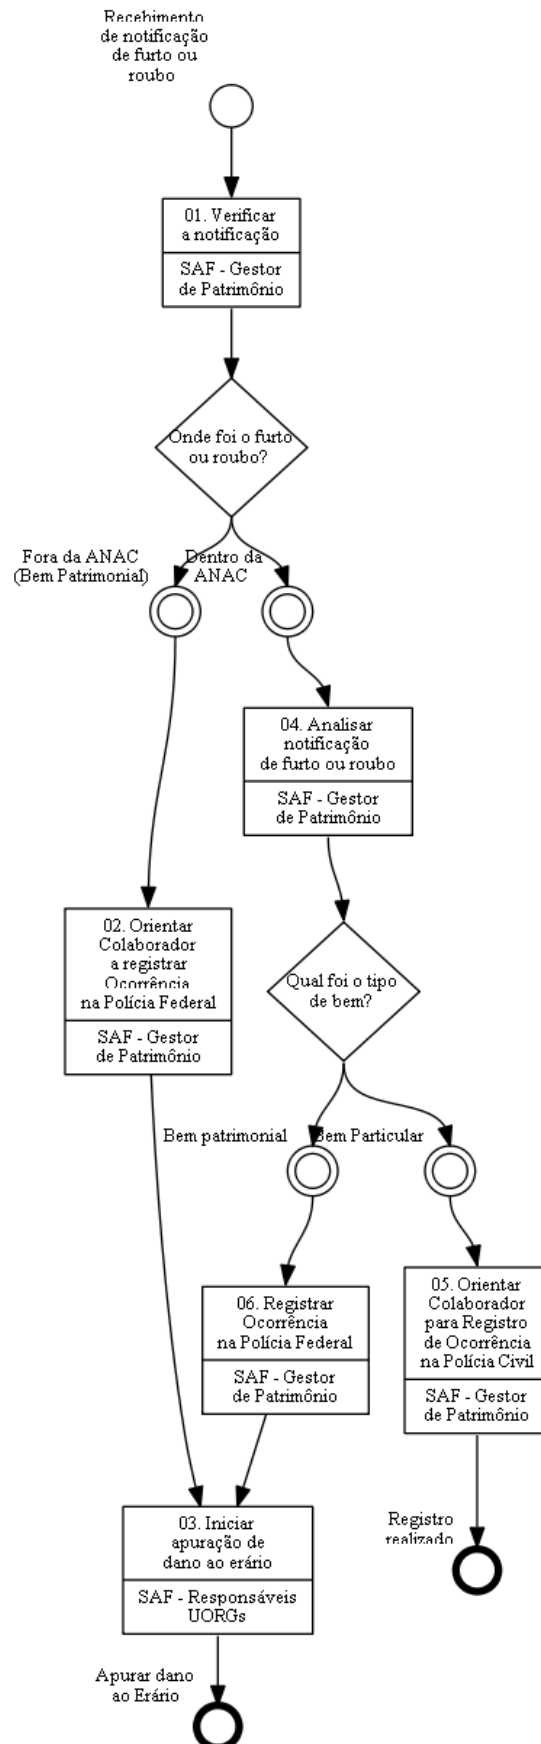 Recebimento
de notificação
de furto ou
roubo
01. Verificar
a notificação
SAF - Gestor
de Patrimônio
Onde foi o furto
ou roubo?
Fora da ANAC
(Bem Patrimonial)
Dentro da
ANAC
04. Analisar
notificação
de furto ou roubo
SAF - Gestor
de Patrimônio
02. Orientar
Colaborador
a registrar
Ocorrência
na Polícia Federal
SAF - Gestor
de Patrimônio
Qual foi o tipo
de bem?
Bem patrimonial
Bem Particular
06. Registrar
Ocorrência
na Polícia Federal
SAF - Gestor
de Patrimônio
05. Orientar
Colaborador
para Registro
de Ocorrência
na Polícia Civil
SAF - Gestor
de Patrimônio
03. Iniciar
apuração de
dano ao erário
SAF - Responsáveis
UORGs
Registro
realizado
Apurar dano
ao Erário